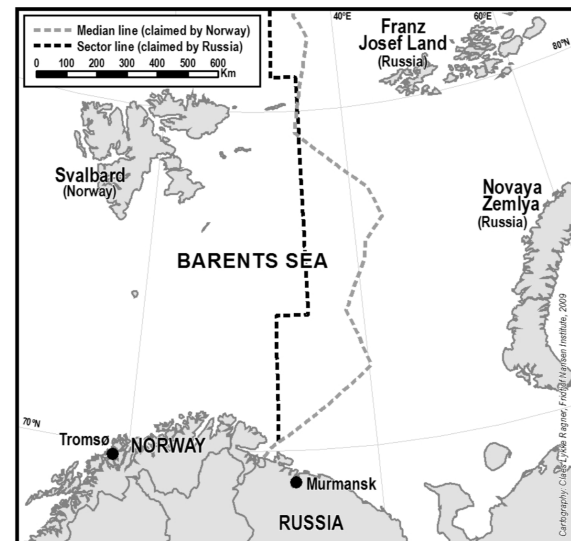 Median line (claimed by Norway)
Sector line (claimed by Russia)
0 100 200 300 400 500 600
Km
40°E
60°E
80°N
Franz
Josef Land
(Russia)
Svalbard
(Norway)
Novaya
Zemlya
(Russia)
BARENTS SEA
70°N
Tromsø
NORWAY
Murmansk
RUSSIA
Cartography: Claes Lykke Ragner, Fridtjof Nansen Institute, 2009